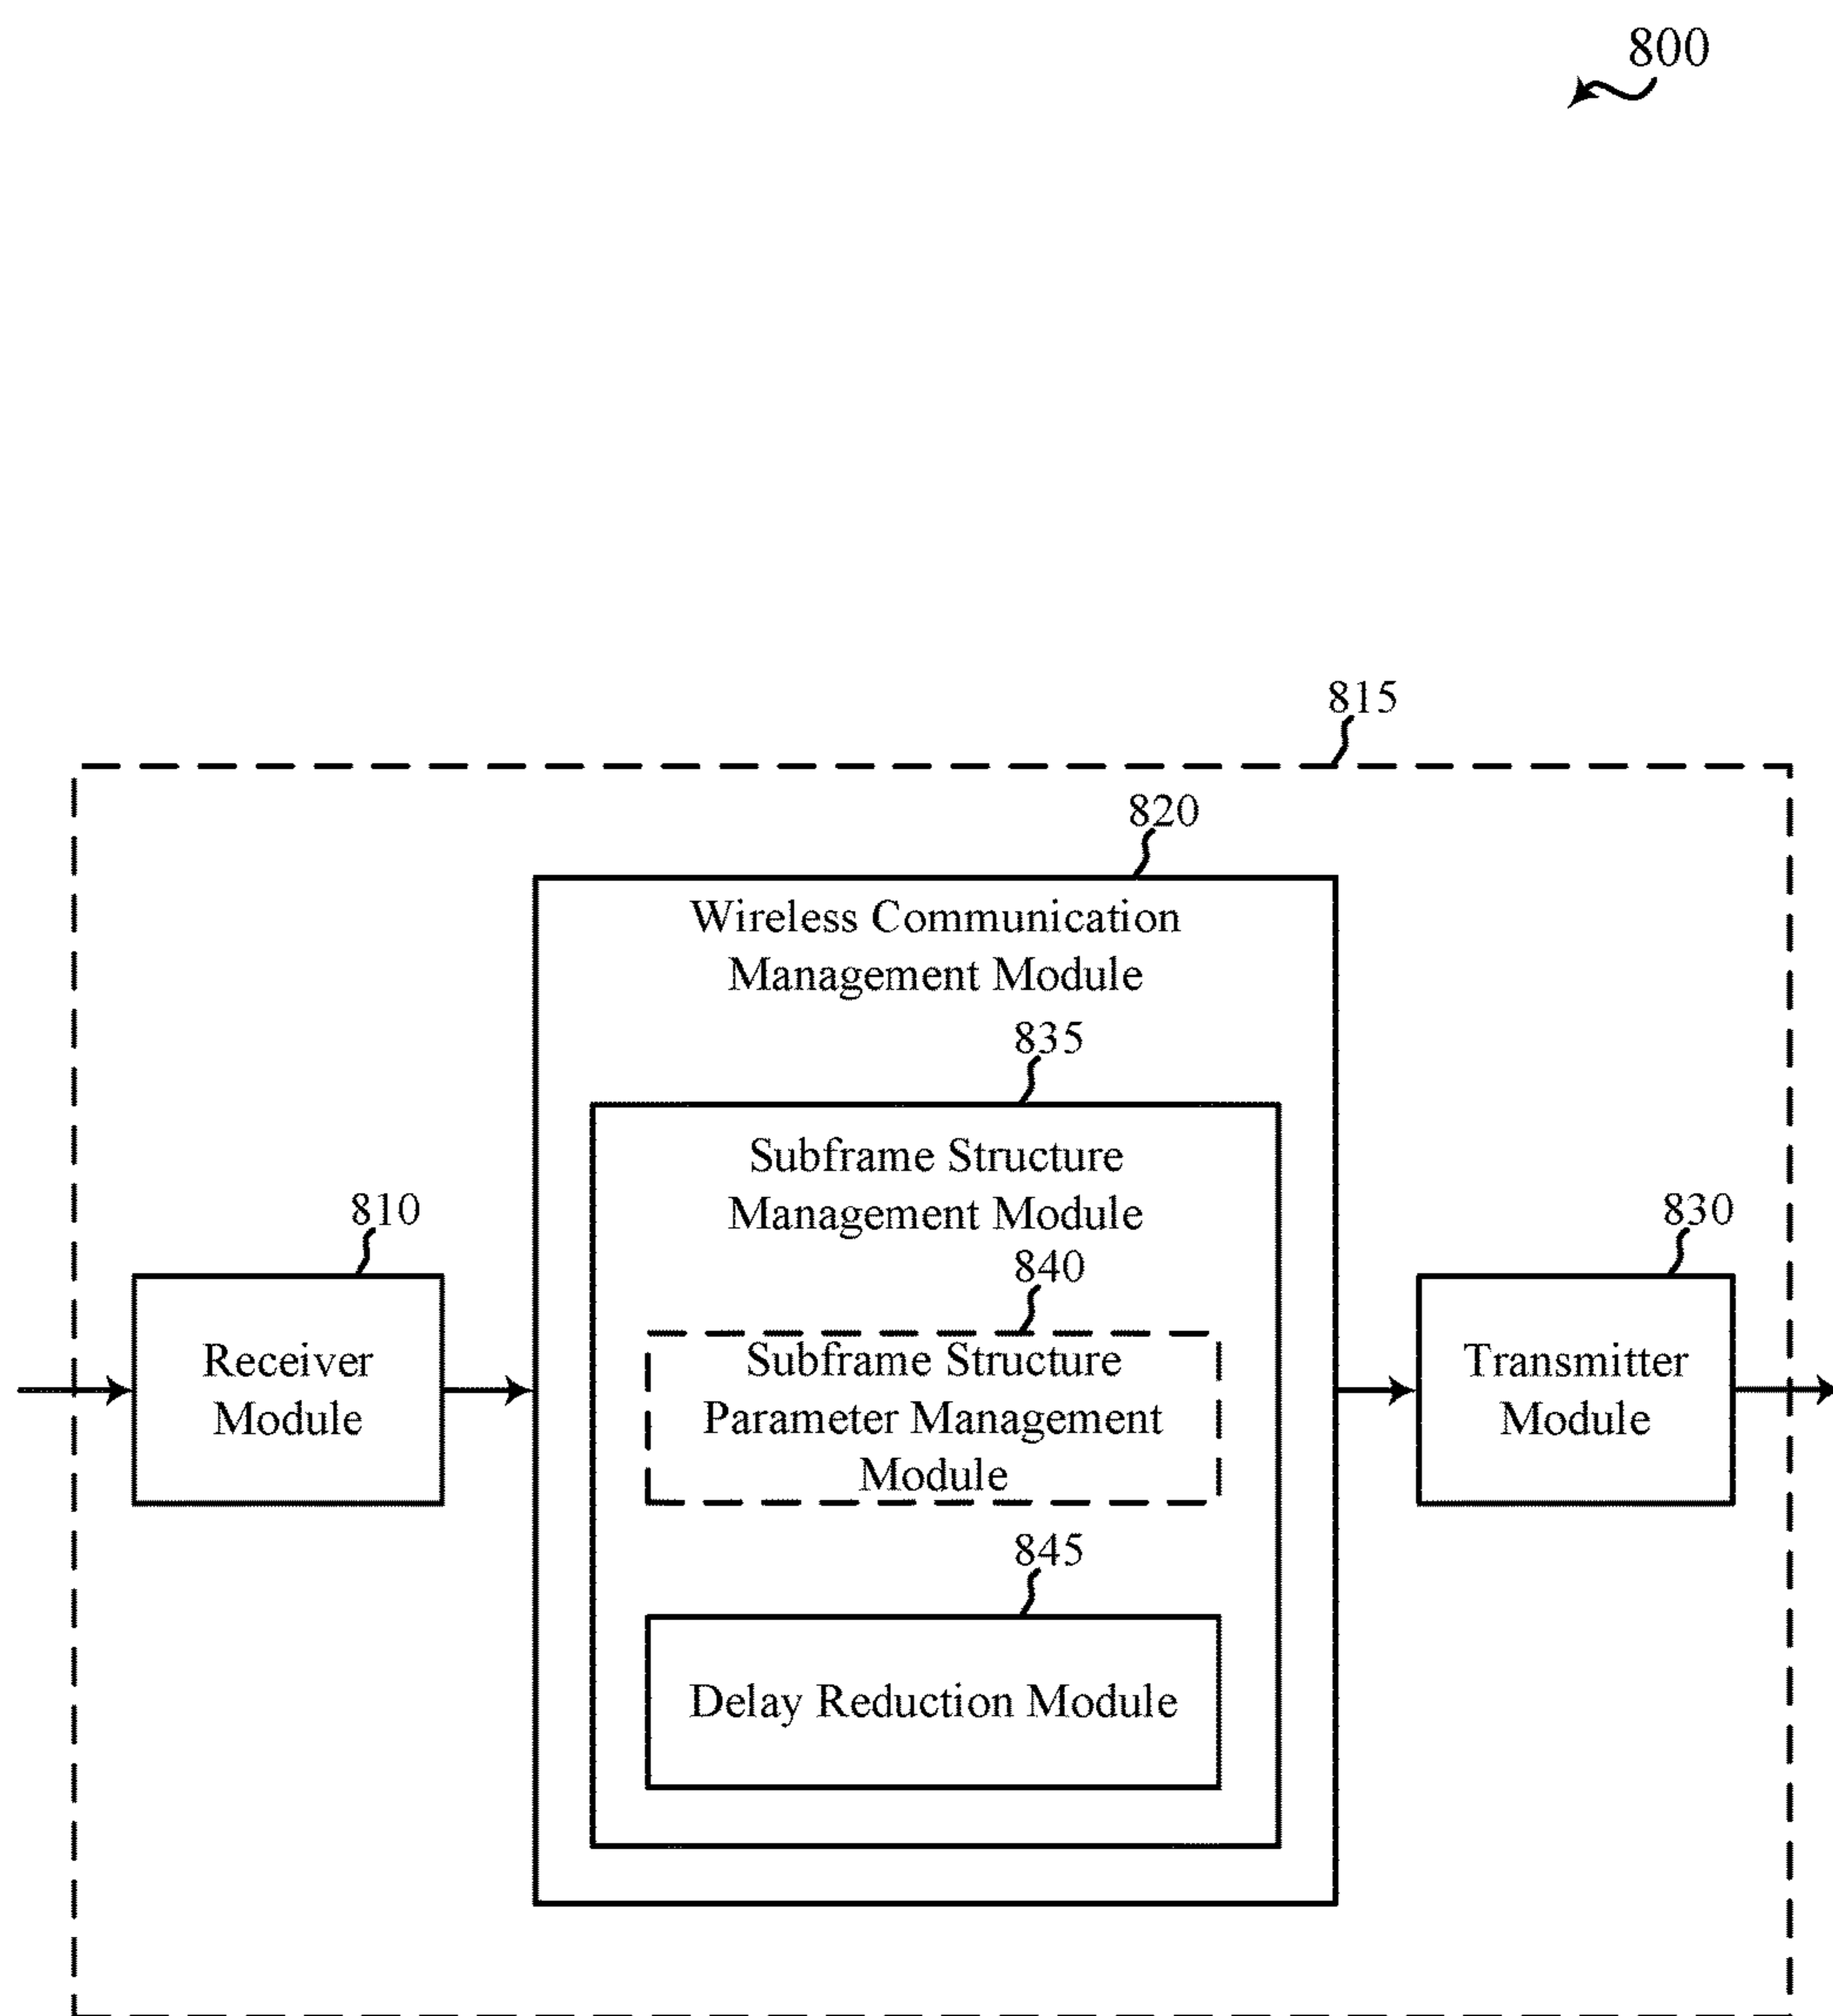 800
815
820
Wireless Communication
Management Module
835
Subframe Structure
Management Module
810
830
840
Receiver
Module
Subframe Structure
Parameter Management
Module
Transmitter
Module
845
Delay Reduction Module